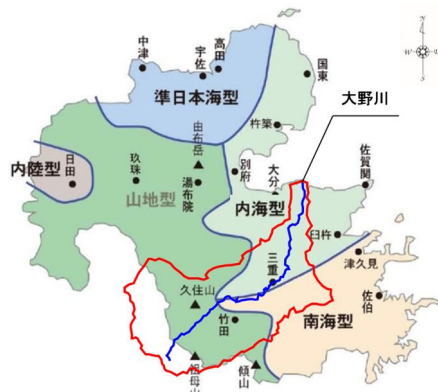 中津
宇佐
高田
国東
準日本海型
大野川
杵築
由布岳
内陸型
日田
玖珠
別府
大分
佐賀関
湯布院
山地型
内海型
臼杵
津久見
三重
久住山
佐伯
竹田
南海型
祖母山
傾山
N
W
S